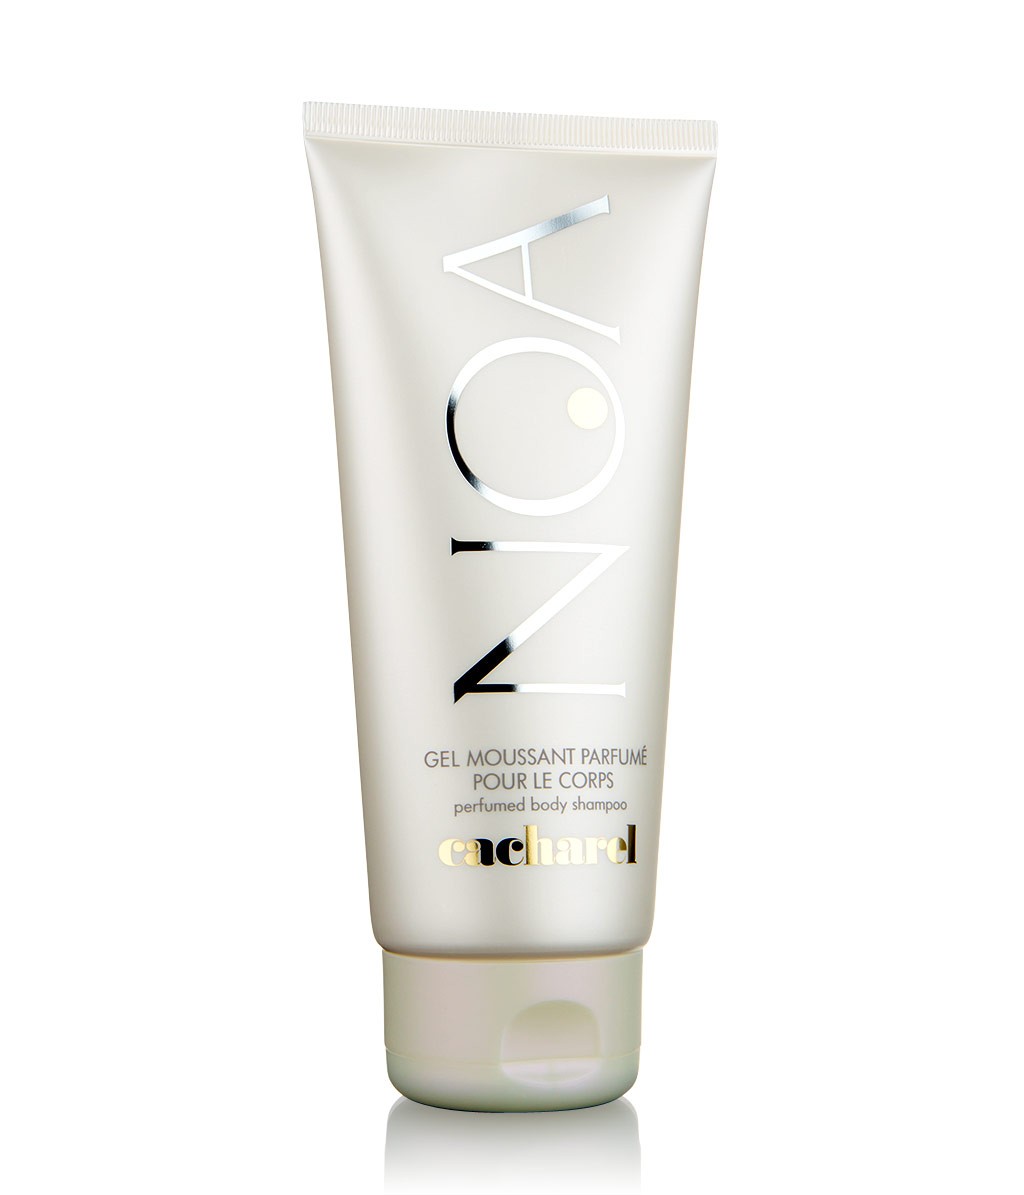 NOA
GEL MOUSSANT PARFUMÉ
POUR LE CORPS
perfumed body shampoo
cacharel